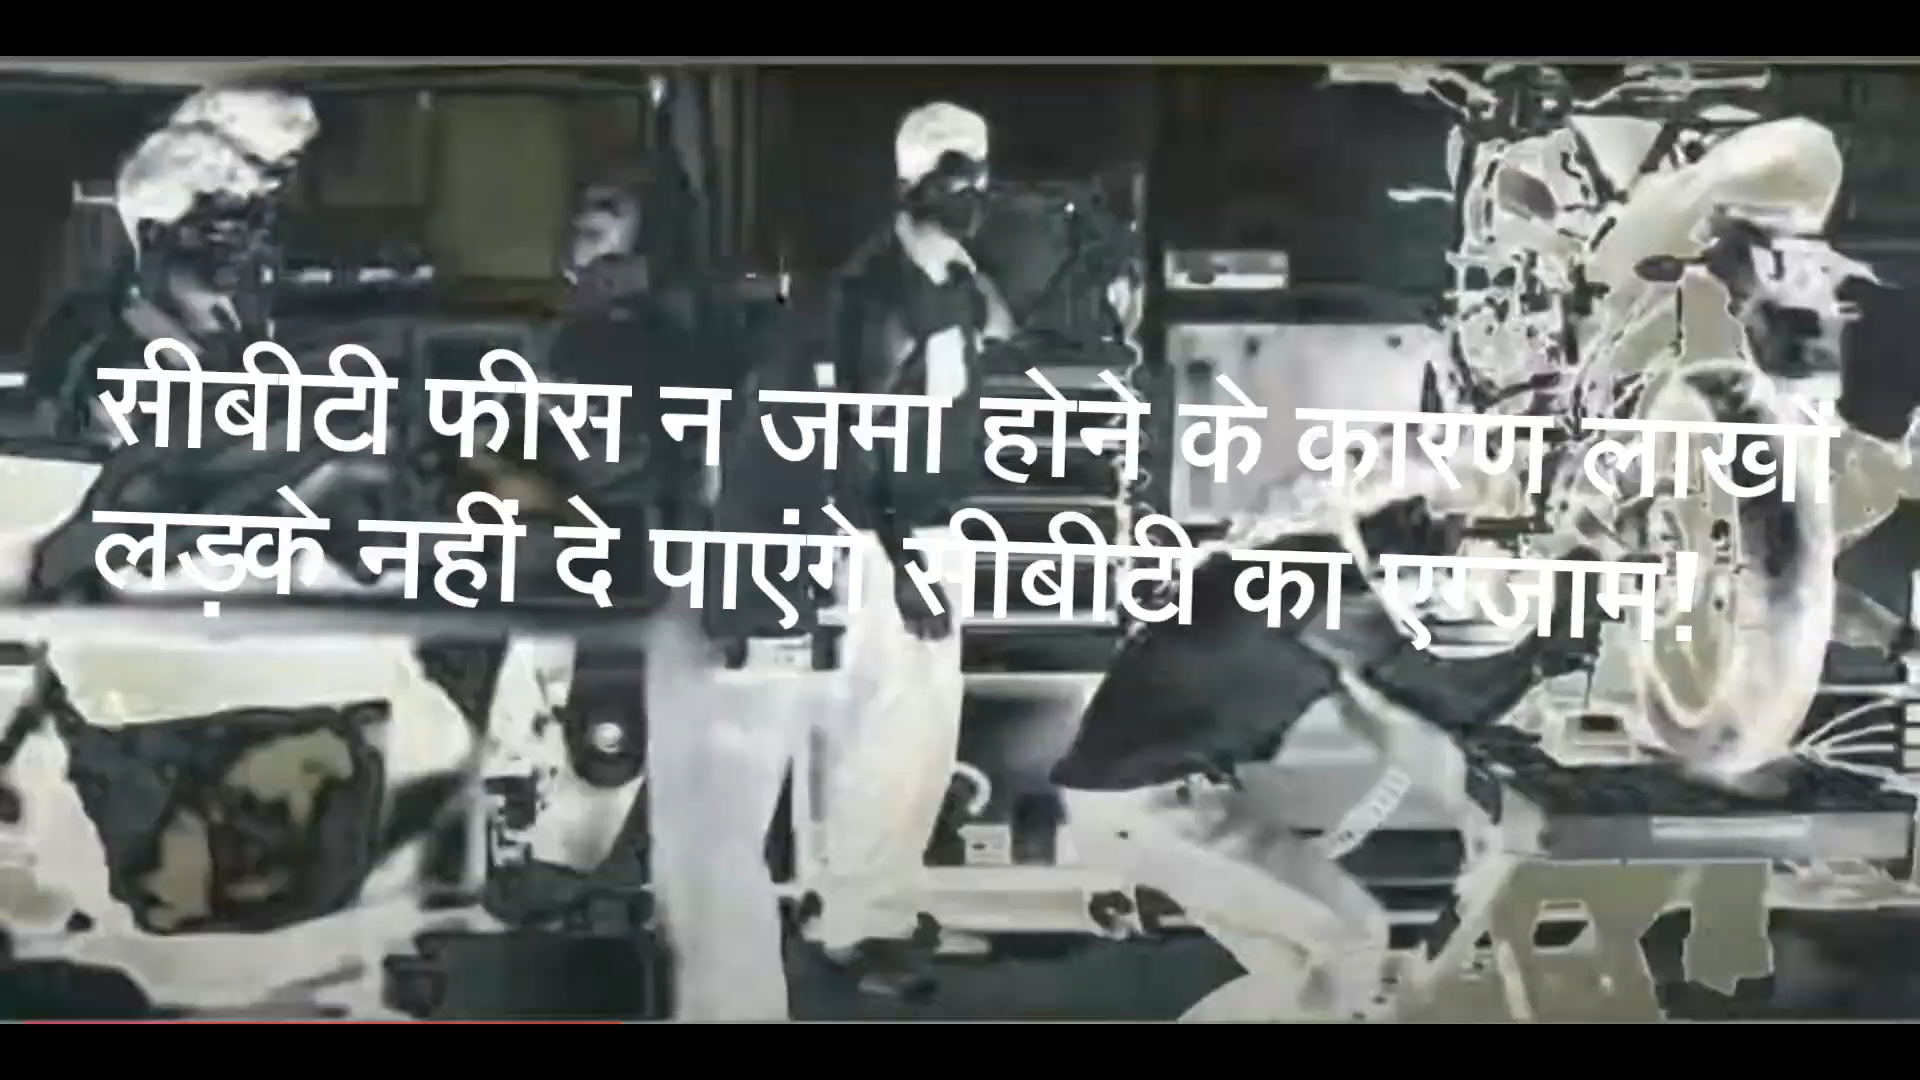 सीबीटी फीस न जमा होने के कारण लाखों
लड़के नहीं दे पाएंगे सीबीटी का एग्जाम!